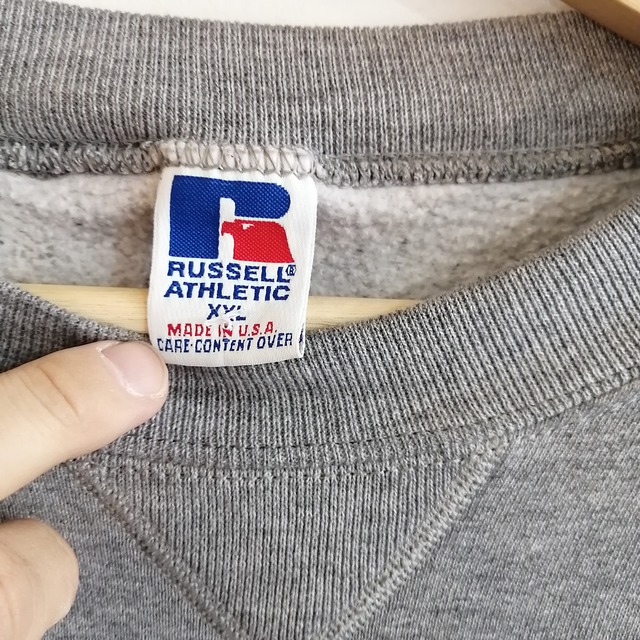 RUSSELL®
ATHLETIC
XXL
MADE IN U.S.A.
CARE·CONTENT OVER